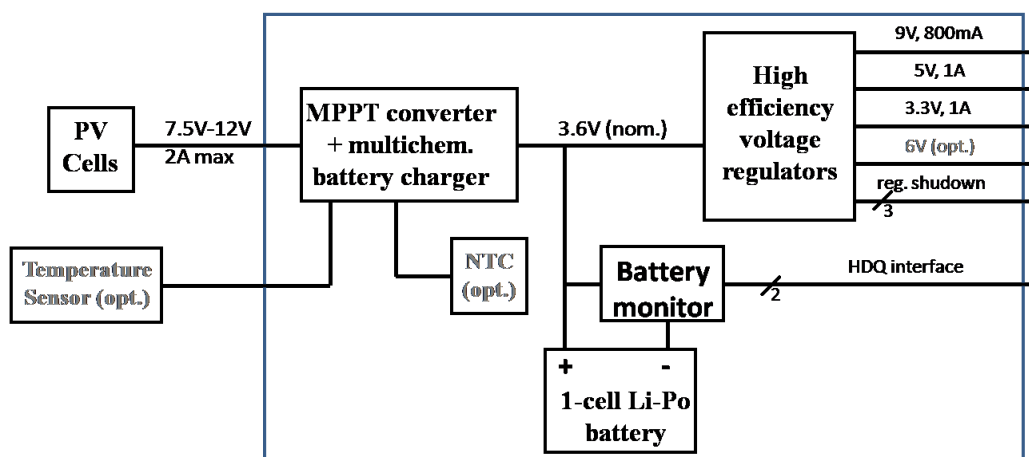 PV
Cells
7.5V-12V
2A max
MPPT converter
+ multichem.
battery charger
3.6V (nom.)
High
efficiency
voltage
regulators
9V, 800mA
5V, 1A
3.3V, 1A
6V (opt.)
reg. shudown
3
Temperature
Sensor (opt.)
NTC
(opt.)
Battery
monitor
HDQ interface
2
+ -
1-cell Li-Po
battery